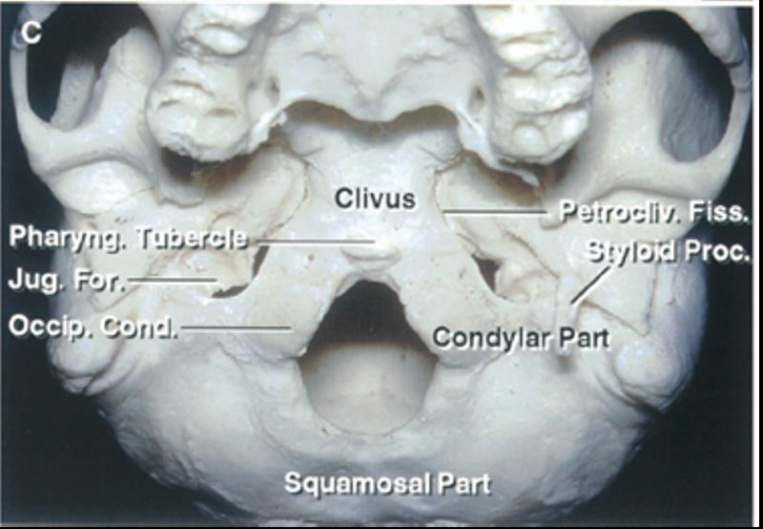 C
Clivus
Petrocliv. Fiss.
Pharyng. Tubercle
Styloid Proc.
Jug. For.
Occip. Cond.
Condylar Part
Squamosal Part